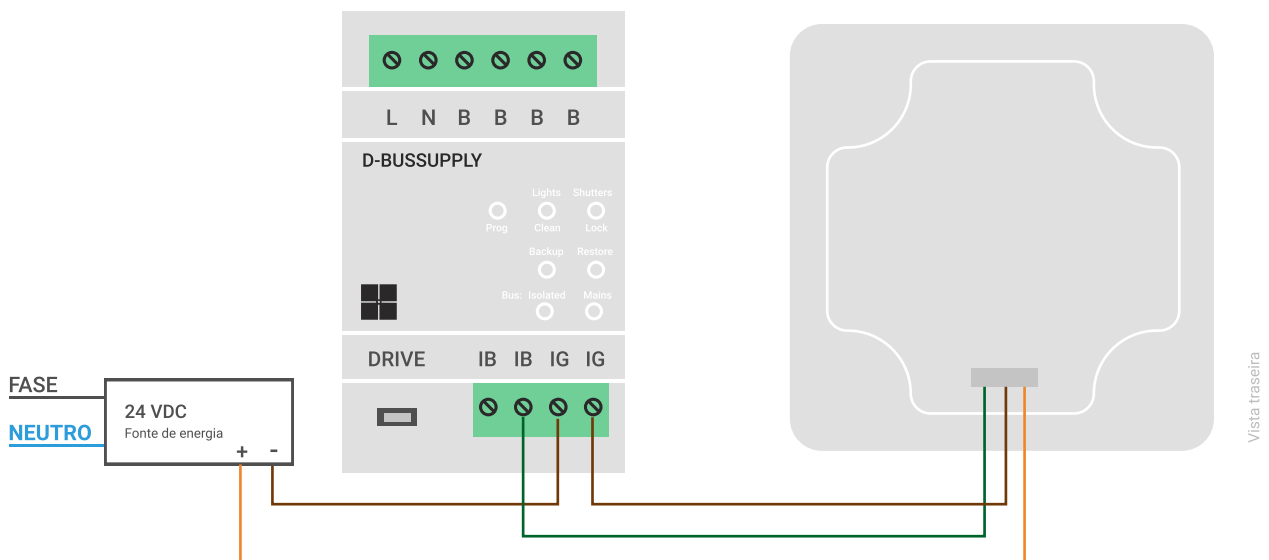 L N B B B B
D-BUSSUPPLY
Lights Shutters
Prog Clean Lock
Backup Restore
Bus: Isolated Mains
DRIVE IB IB IG IG
FASE
NEUTRO
24 VDC
Fonte de energia
+ -
Vista traseira